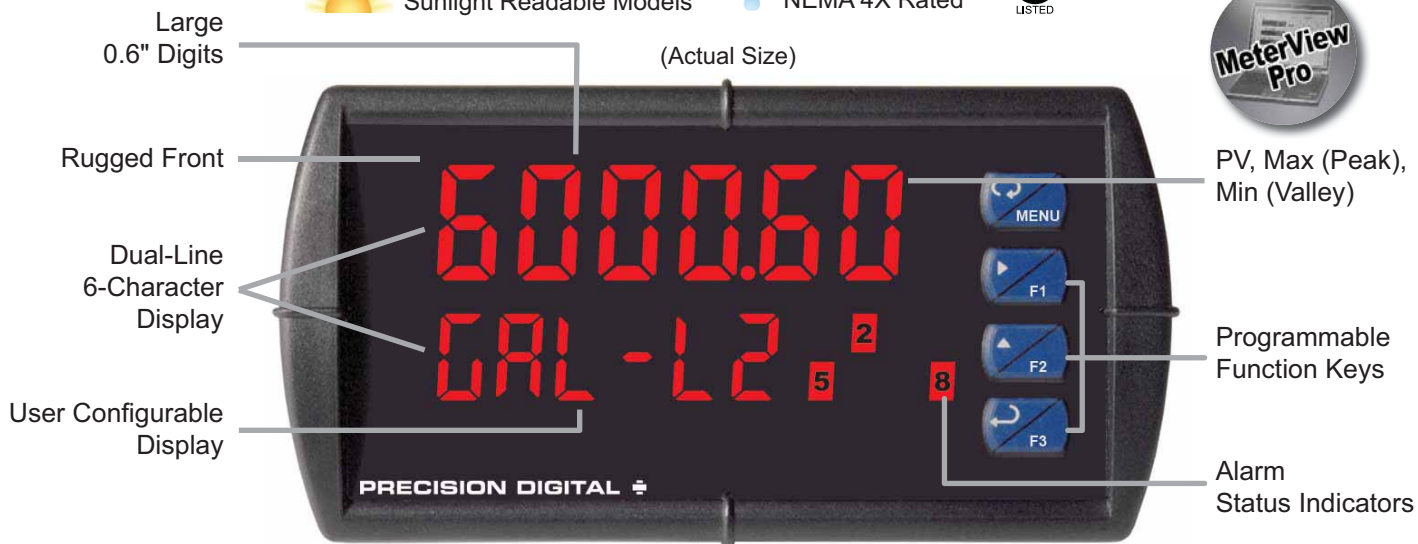 Sunlight Readable Models
NEMA 4X Rated
LISTED
Large
0.6" Digits
(Actual Size)
MeterView
Pro
Rugged Front
PV, Max (Peak),
Min (Valley)
Dual-Line
6-Character
Display
User Configurable
Display
6000.60
GAL-L2
2
5
8
MENU
F1
F2
F3
Programmable
Function Keys
Alarm
Status Indicators
PRECISION DIGITAL